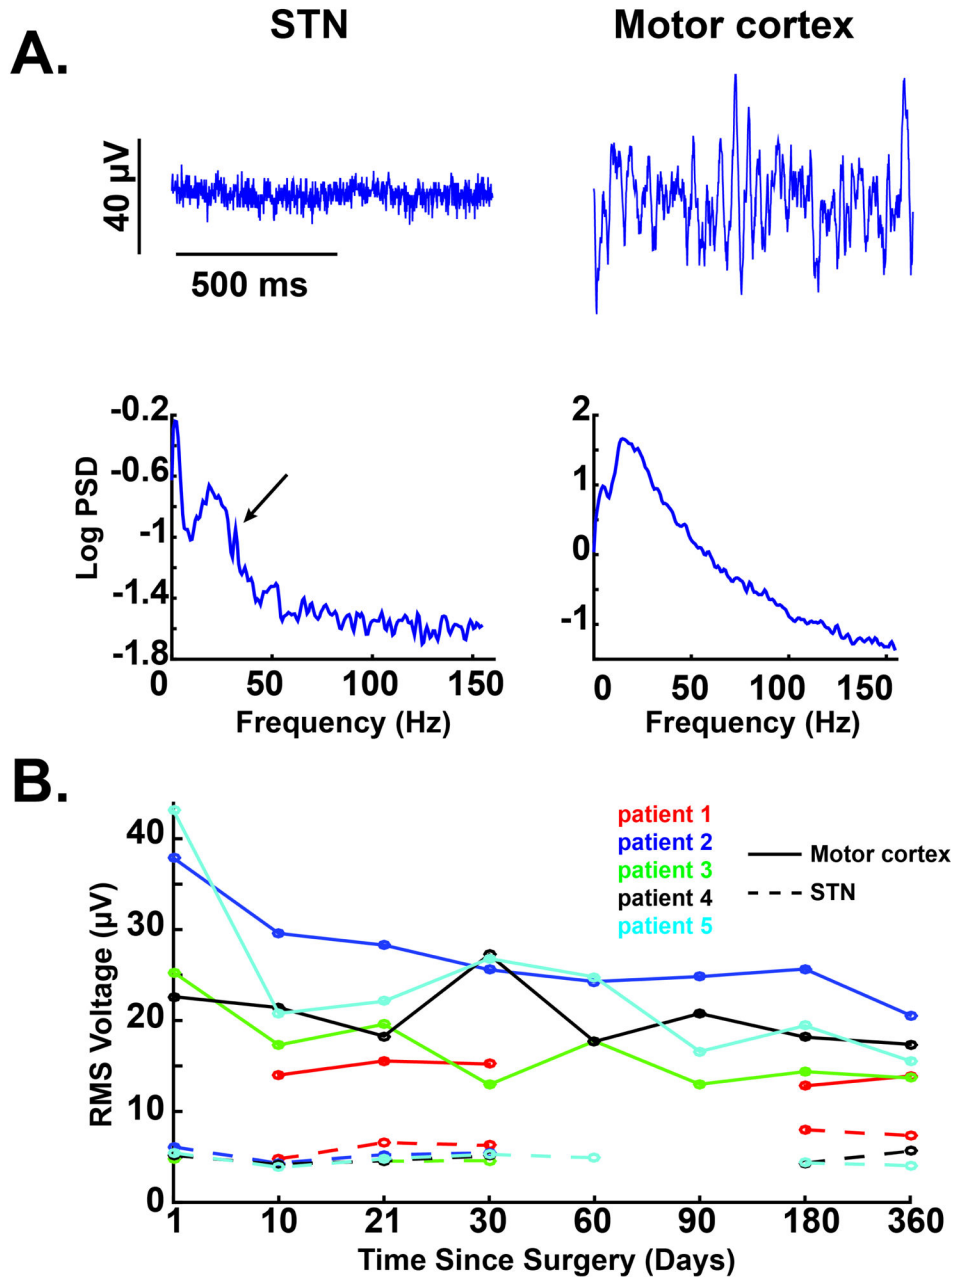 A.
STN
Motor cortex
40 µV
500 ms
-0.2
-0.6
-1
-1.4
-1.8
Log PSD
0 50 100 150
Frequency (Hz)
2
1
0
-1
0 50 100 150
Frequency (Hz)
B.
patient 1
patient 2
patient 3
patient 4
patient 5
Motor cortex
STN
40
30
20
10
0
RMS Voltage (µV)
1 10 21 30 60 90 180 360
Time Since Surgery (Days)